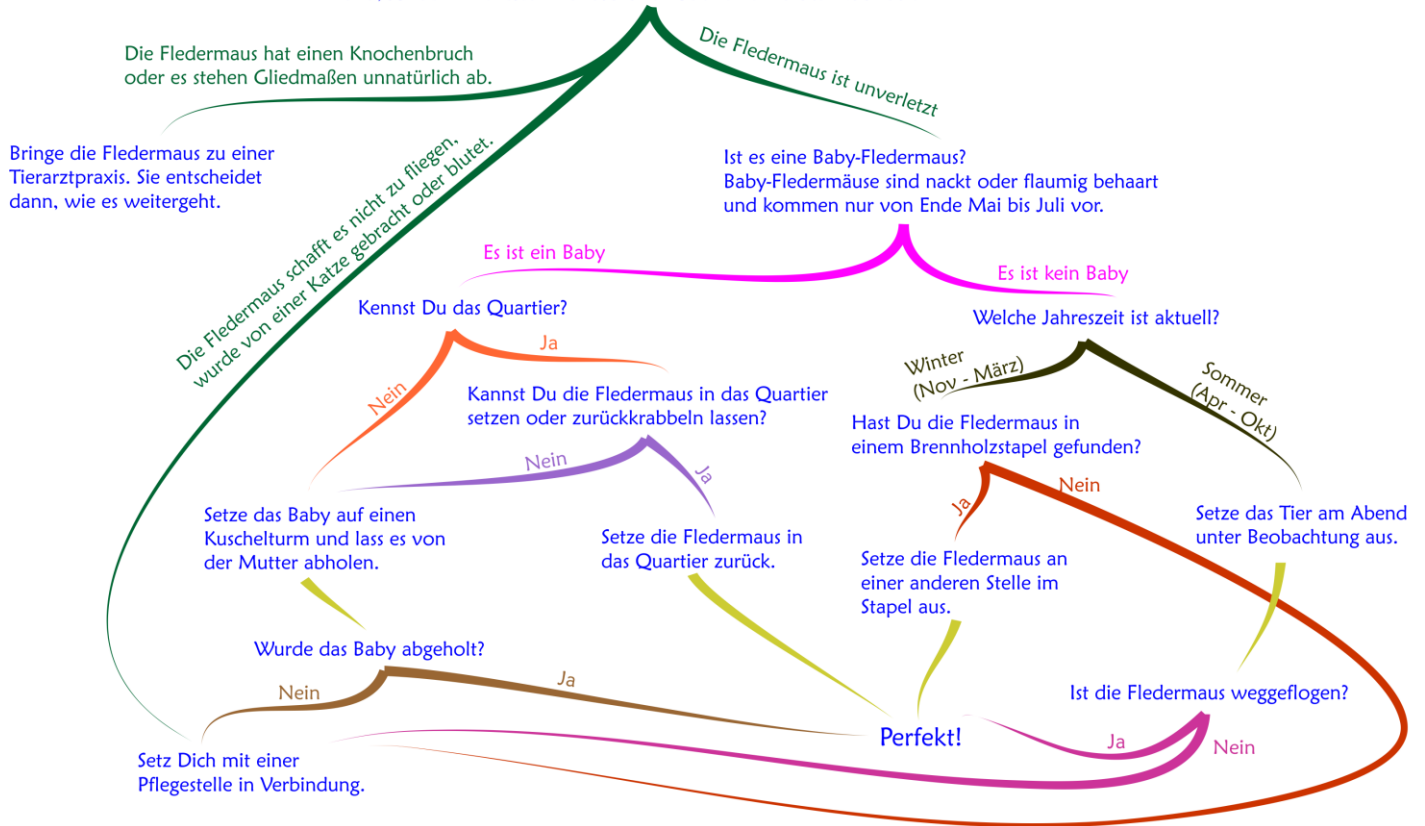 Die Fledermaus hat einen Knochenbruch
oder es stehen Gliedmaßen unnatürlich ab.
Die Fledermaus ist unverletzt
Bringe die Fledermaus zu einer
Tierarztpraxis. Sie entscheidet
dann, wie es weitergeht.
Die Fledermaus schafft es nicht zu fliegen,
wurde von einer Katze gebracht oder blutet.
Ist es eine Baby-Fledermaus?
Baby-Fledermäuse sind nackt oder flaumig behaart
und kommen nur von Ende Mai bis Juli vor.
Es ist ein Baby
Es ist kein Baby
Kennst Du das Quartier?
Welche Jahreszeit ist aktuell?
Nein
Ja
Winter
(Nov - März)
Sommer
(Apr - Okt)
Kannst Du die Fledermaus in das Quartier
setzen oder zurückkrabbeln lassen?
Hast Du die Fledermaus in
einem Brennholzstapel gefunden?
Nein
Ja
Ja
Nein
Setze das Baby auf einen
Kuschelturm und lass es von
der Mutter abholen.
Setze die Fledermaus in
das Quartier zurück.
Setze die Fledermaus an
einer anderen Stelle im
Stapel aus.
Setze das Tier am Abend
unter Beobachtung aus.
Wurde das Baby abgeholt?
Nein
Ja
Ist die Fledermaus weggeflogen?
Ja
Nein
Perfekt!
Setz Dich mit einer
Pflegestelle in Verbindung.